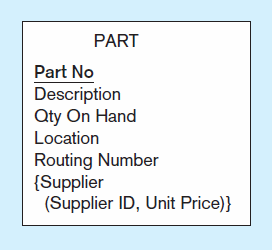 PART
Part No
Description
Qty On Hand
Location
Routing Number
{Supplier
(Supplier ID, Unit Price)}